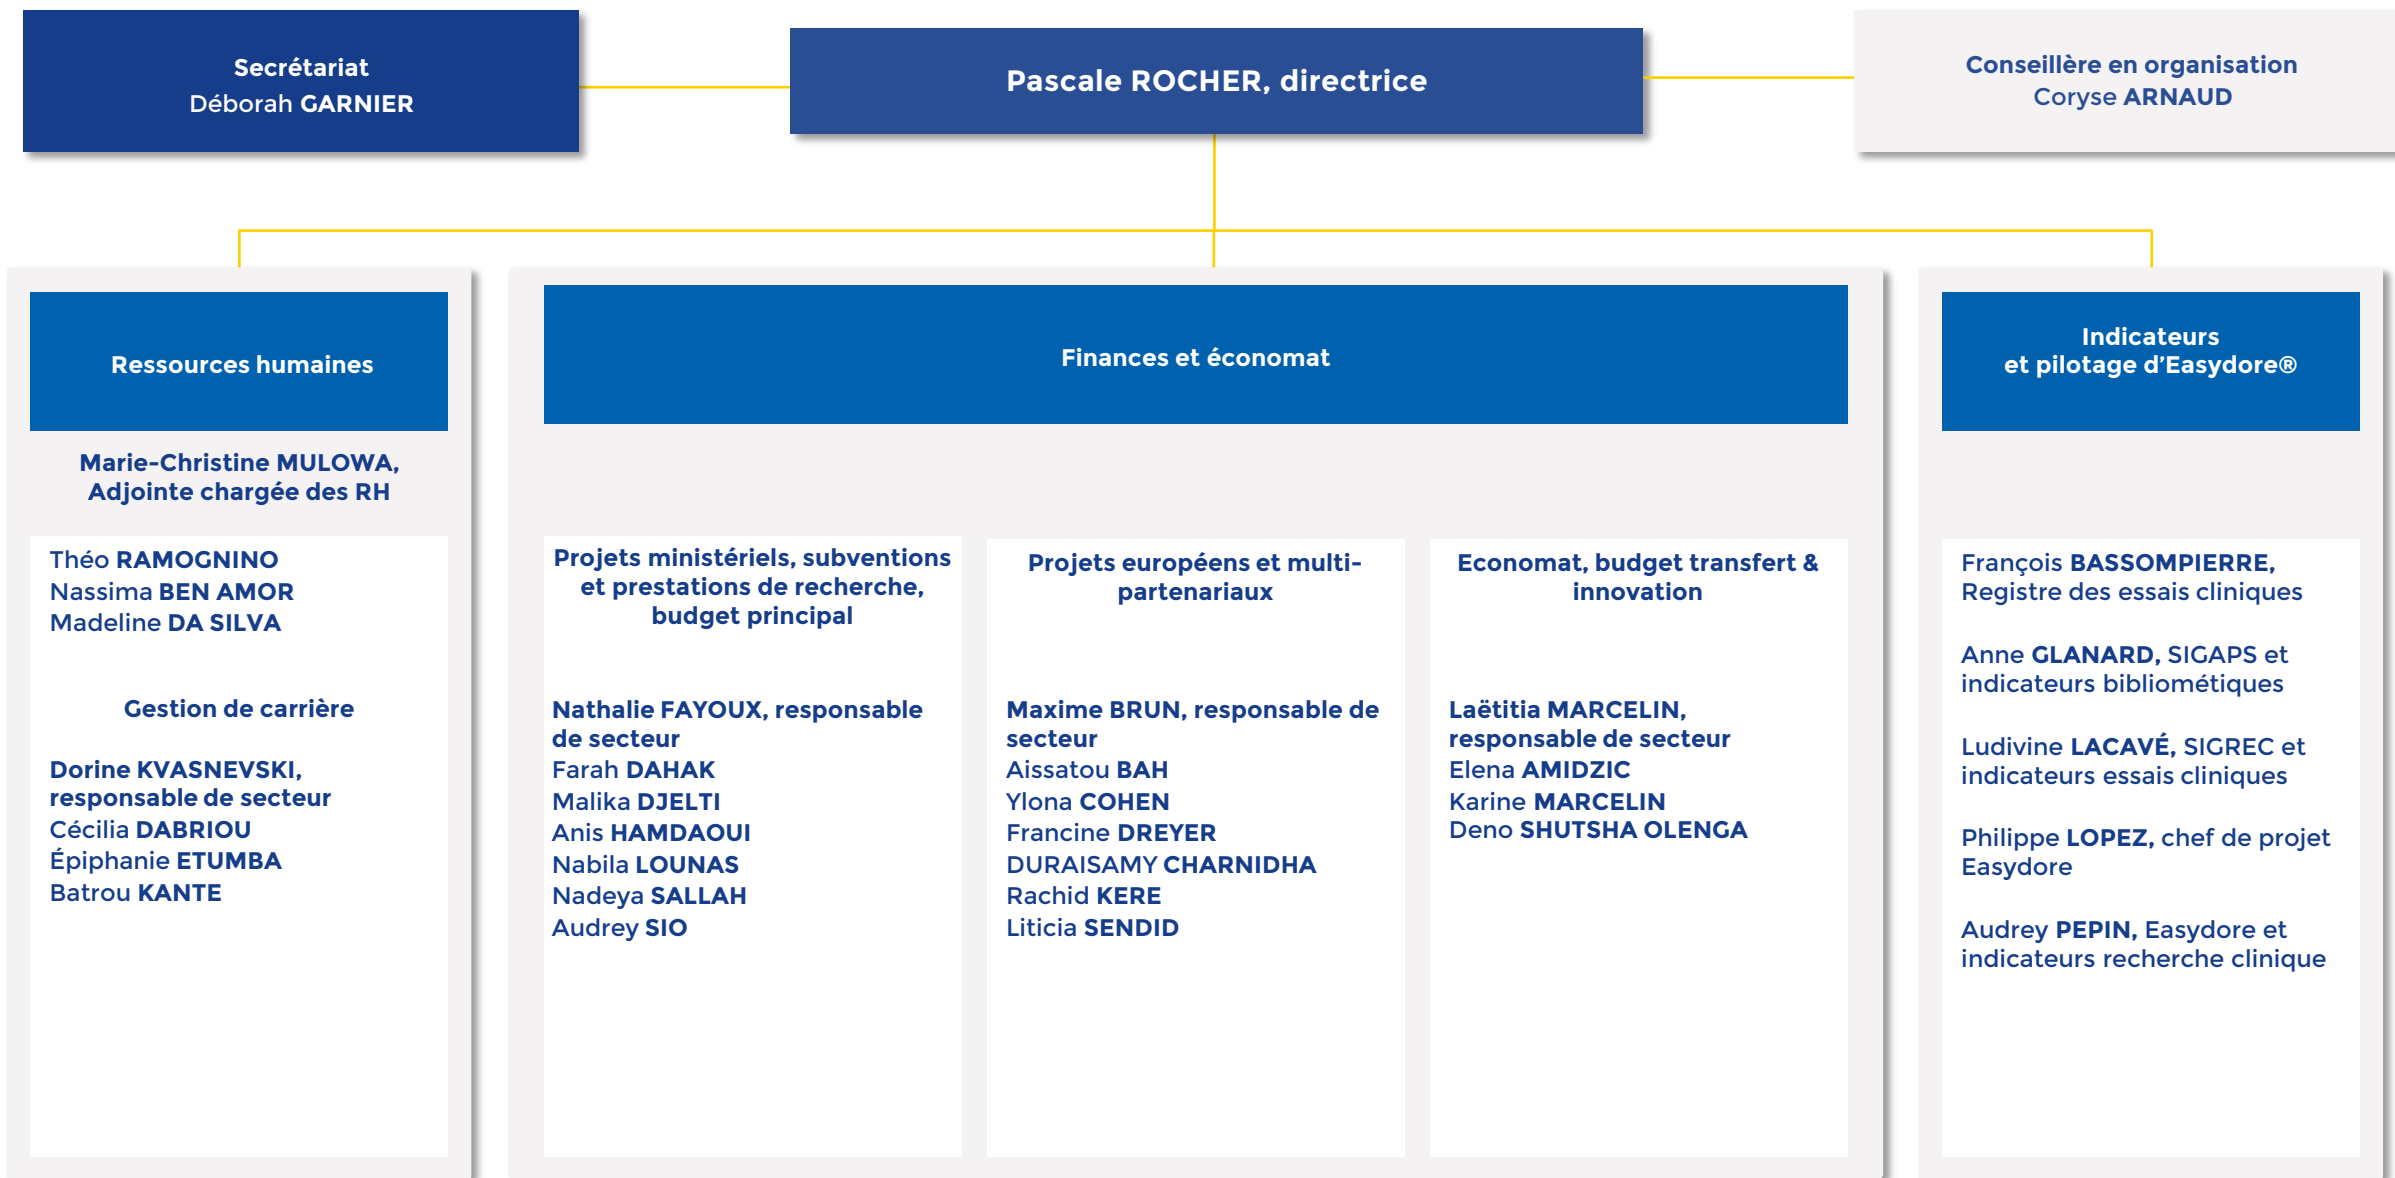 Secrétariat
Déborah GARNIER
Pascale ROCHER, directrice
Conseillère en organisation
Coryse ARNAUD
Ressources humaines
Marie-Christine MULOWA,
Adjointe chargée des RH
Théo RAMOGNINO
Nassima BEN AMOR
Madeline DA SILVA
Gestion de carrière
Dorine KVASNEVSKI,
responsable de secteur
Cécilia DABRIOU
Épiphanie ETUMBA
Batrou KANTE
Finances et économat
Projets ministériels, subventions
et prestations de recherche,
budget principal
Nathalie FAYOUX, responsable
de secteur
Farah DAHAK
Malika DJELTI
Anis HAMDAOUI
Nabila LOUNAS
Nadeya SALLAH
Audrey SIO
Projets européens et multi-
partenariaux
Maxime BRUN, responsable de
secteur
Aissatou BAH
Ylona COHEN
Francine DREYER
DURAISAMY CHARNIDHA
Rachid KERE
Liticia SENDID
Economat, budget transfert &
innovation
Laëtitia MARCELIN,
responsable de secteur
Elena AMIDZIC
Karine MARCELIN
Deno SHUTSHA OLENGA
Indicateurs
et pilotage d’Easydore®
François BASSOMPIERRE,
Registre des essais cliniques
Anne GLANARD, SIGAPS et
indicateurs bibliométiques
Ludivine LACAVÉ, SIGREC et
indicateurs essais cliniques
Philippe LOPEZ, chef de projet
Easydore
Audrey PEPIN, Easydore et
indicateurs recherche clinique